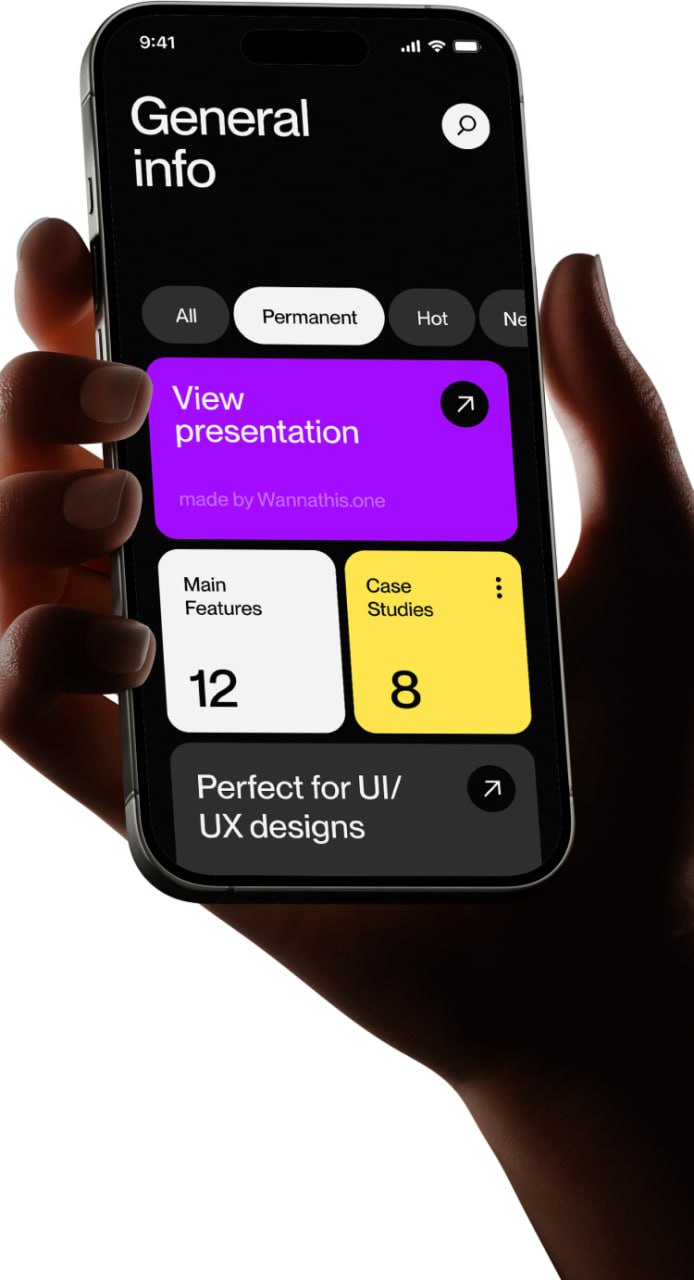 9:41
General
info
All
Permanent
Hot
Ne
View
presentation
made by Wannathis.one
Main
Features
12
Case
Studies
8
Perfect for UI/
UX designs